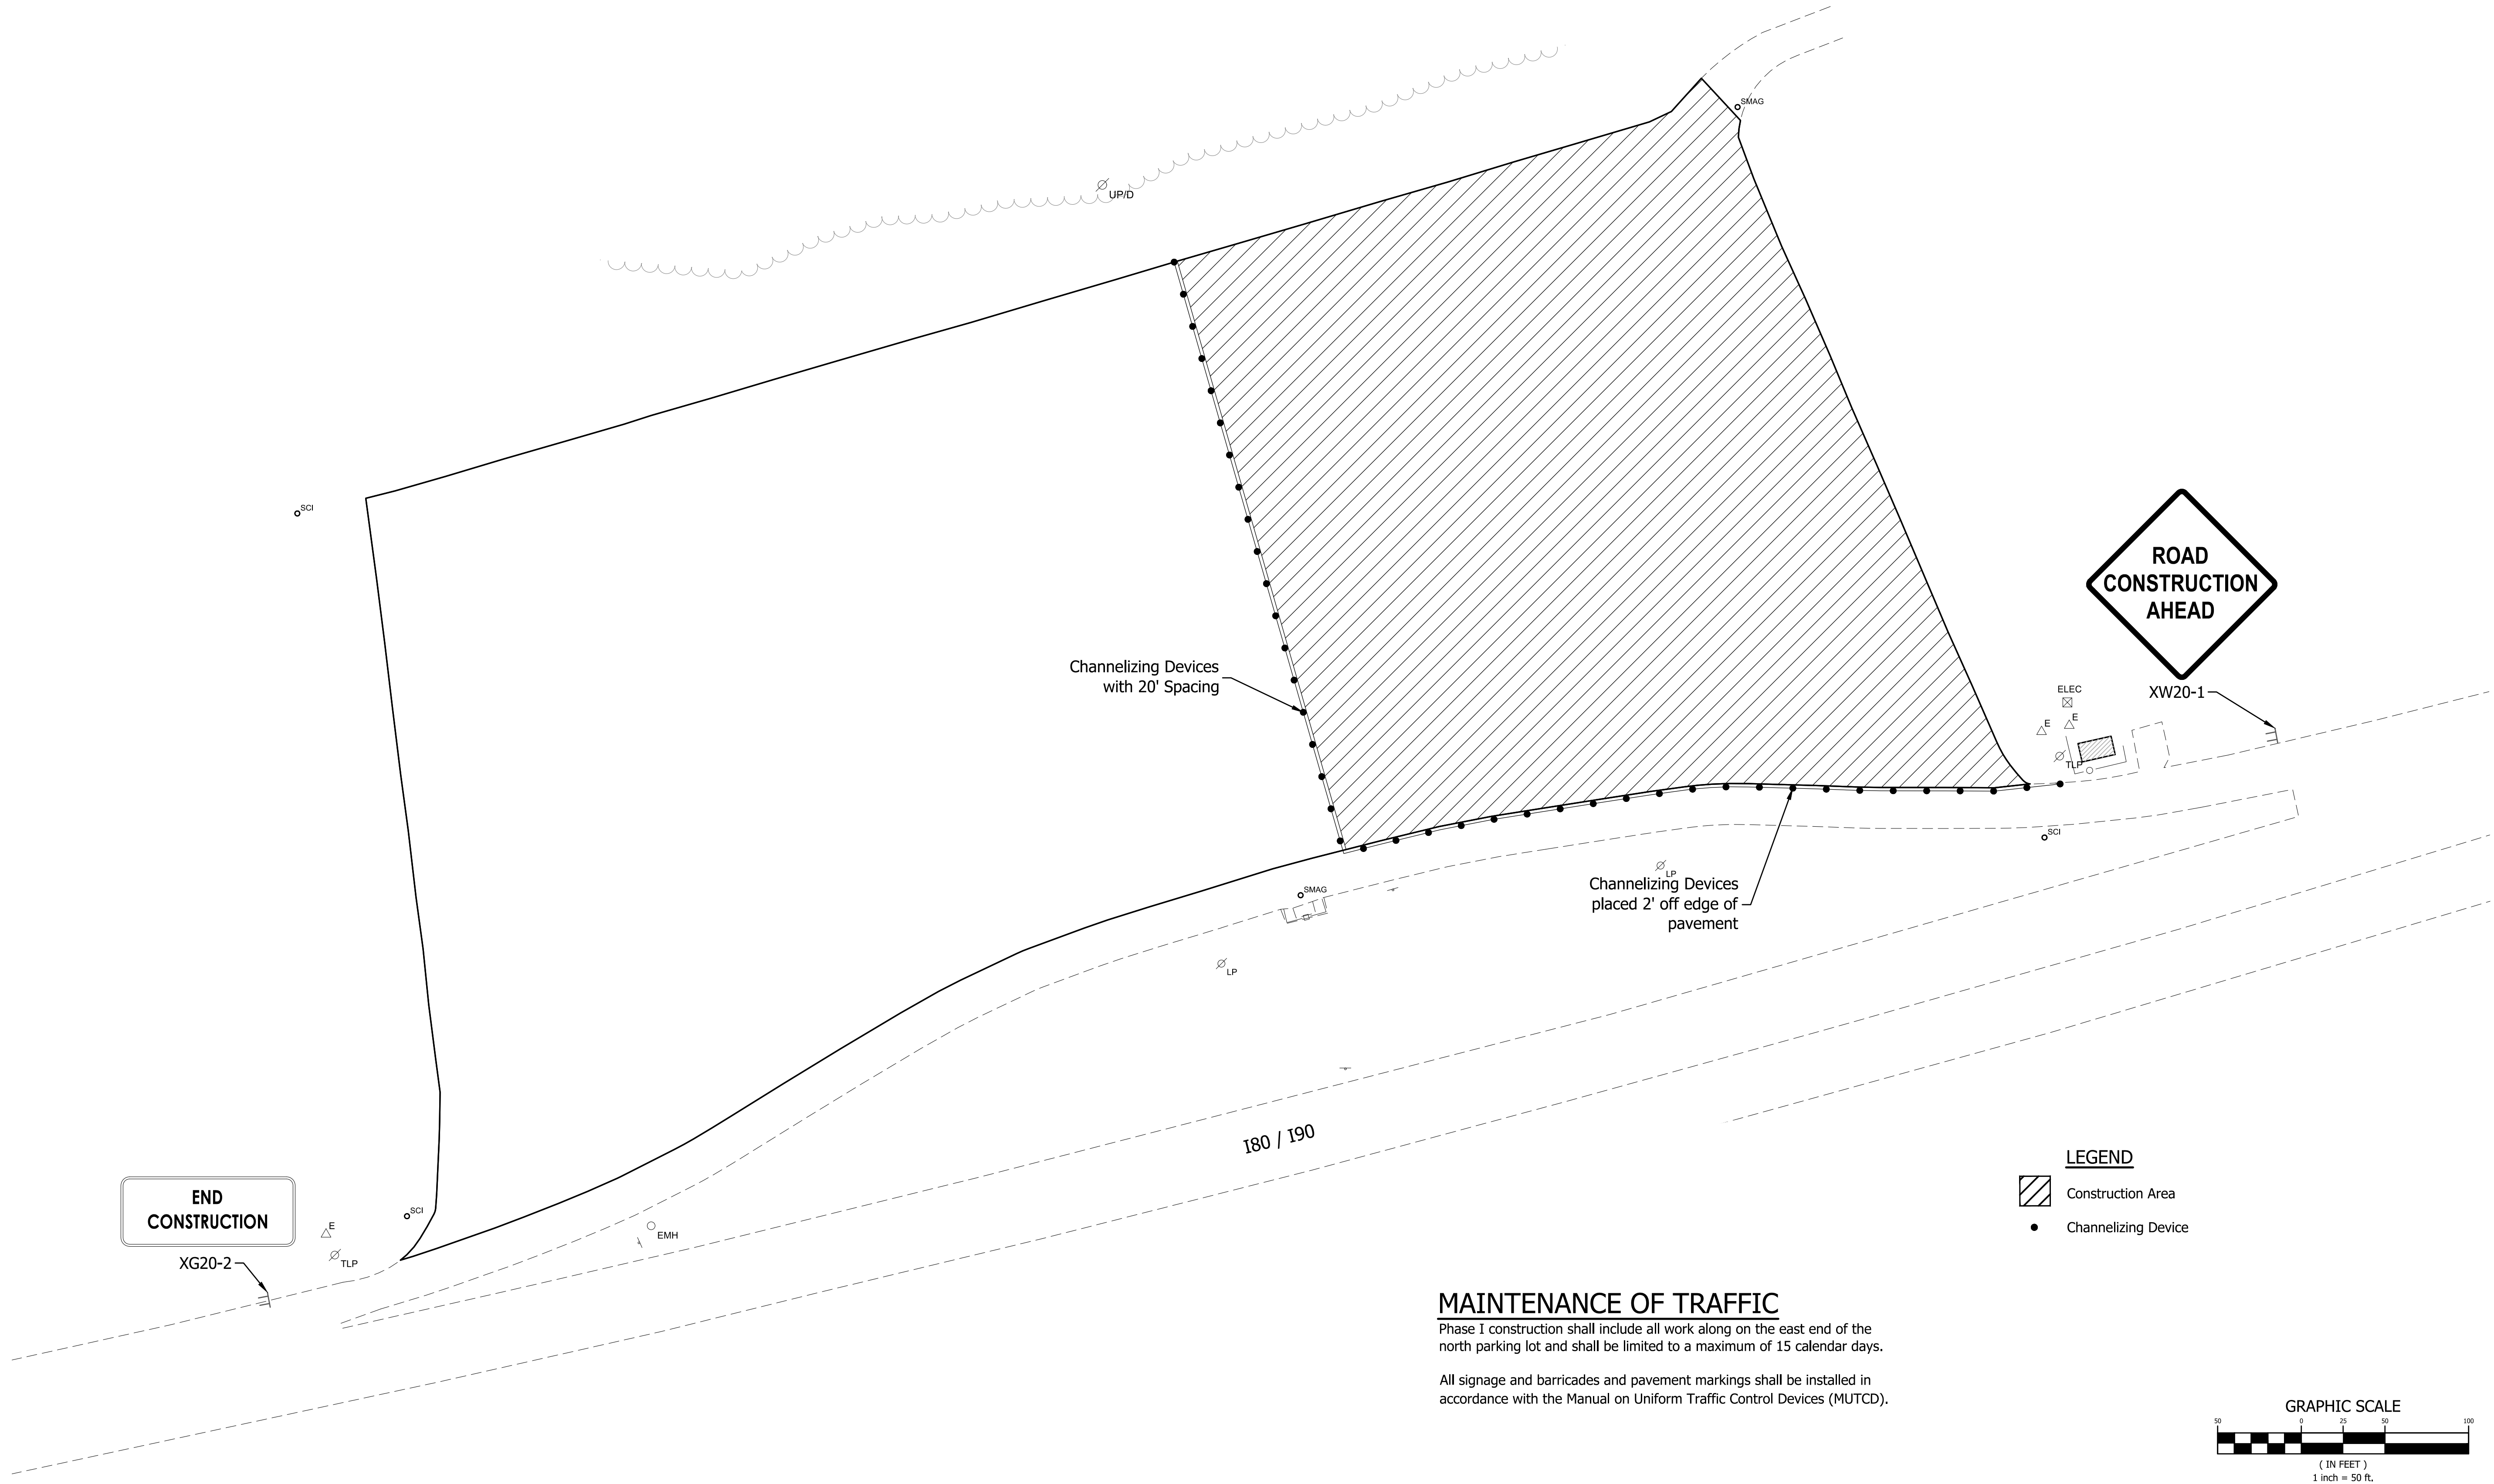 SMAG
UP/D
SCI
ROAD
CONSTRUCTION
AHEAD
XW20-1
Channelizing Devices
with 20' Spacing
ELEC
E
E
TLP
SCI
LP
Channelizing Devices
placed 2' off edge of
pavement
SMAG
LP
I80 / I90
LEGEND
Construction Area
Channelizing Device
END
CONSTRUCTION
XG20-2
SCI
E
TLP
EMH
MAINTENANCE OF TRAFFIC
Phase I construction shall include all work along on the east end of the
north parking lot and shall be limited to a maximum of 15 calendar days.
All signage and barricades and pavement markings shall be installed in
accordance with the Manual on Uniform Traffic Control Devices (MUTCD).
GRAPHIC SCALE
50 0 25 50 100
( IN FEET )
1 inch = 50 ft.